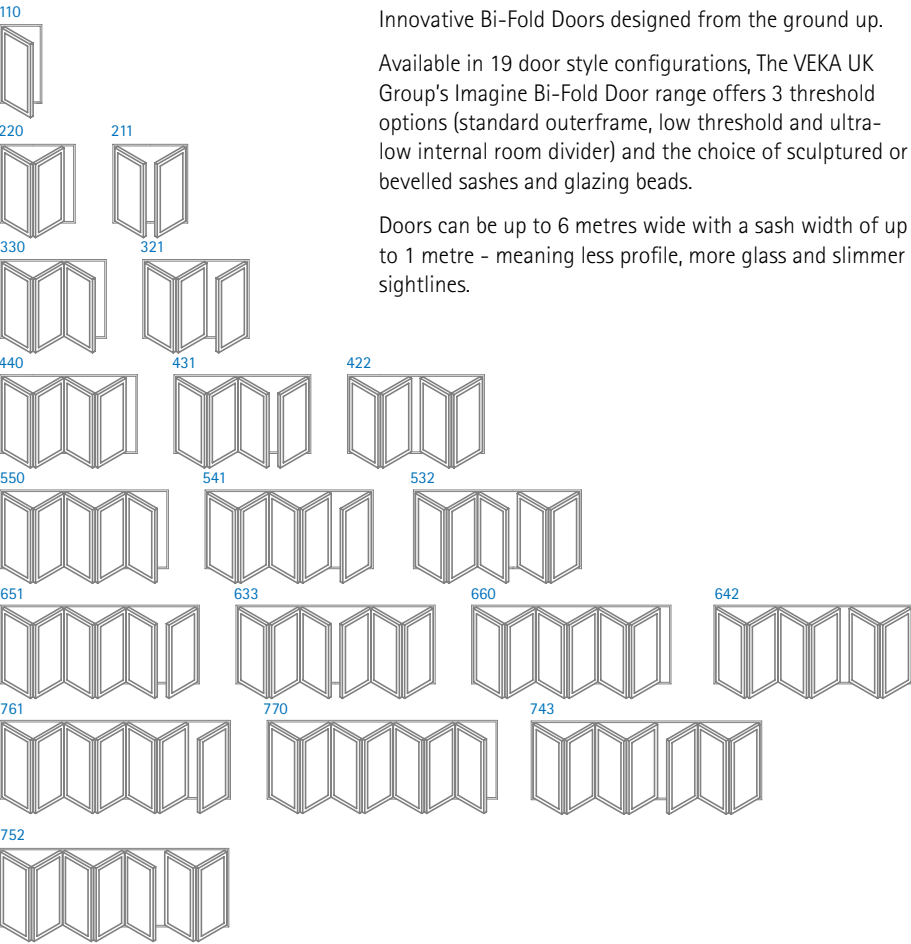 110
Innovative Bi-Fold Doors designed from the ground up.
Available in 19 door style configurations, The VEKA UK
Group's Imagine Bi-Fold Door range offers 3 threshold
options (standard outerframe, low threshold and ultra-
low internal room divider) and the choice of sculptured or
bevelled sashes and glazing beads.
Doors can be up to 6 metres wide with a sash width of up
to 1 metre - meaning less profile, more glass and slimmer
sightlines.
220 211
330 321
440 431 422
550 541 532
651 633 660 642
761 770 743
752